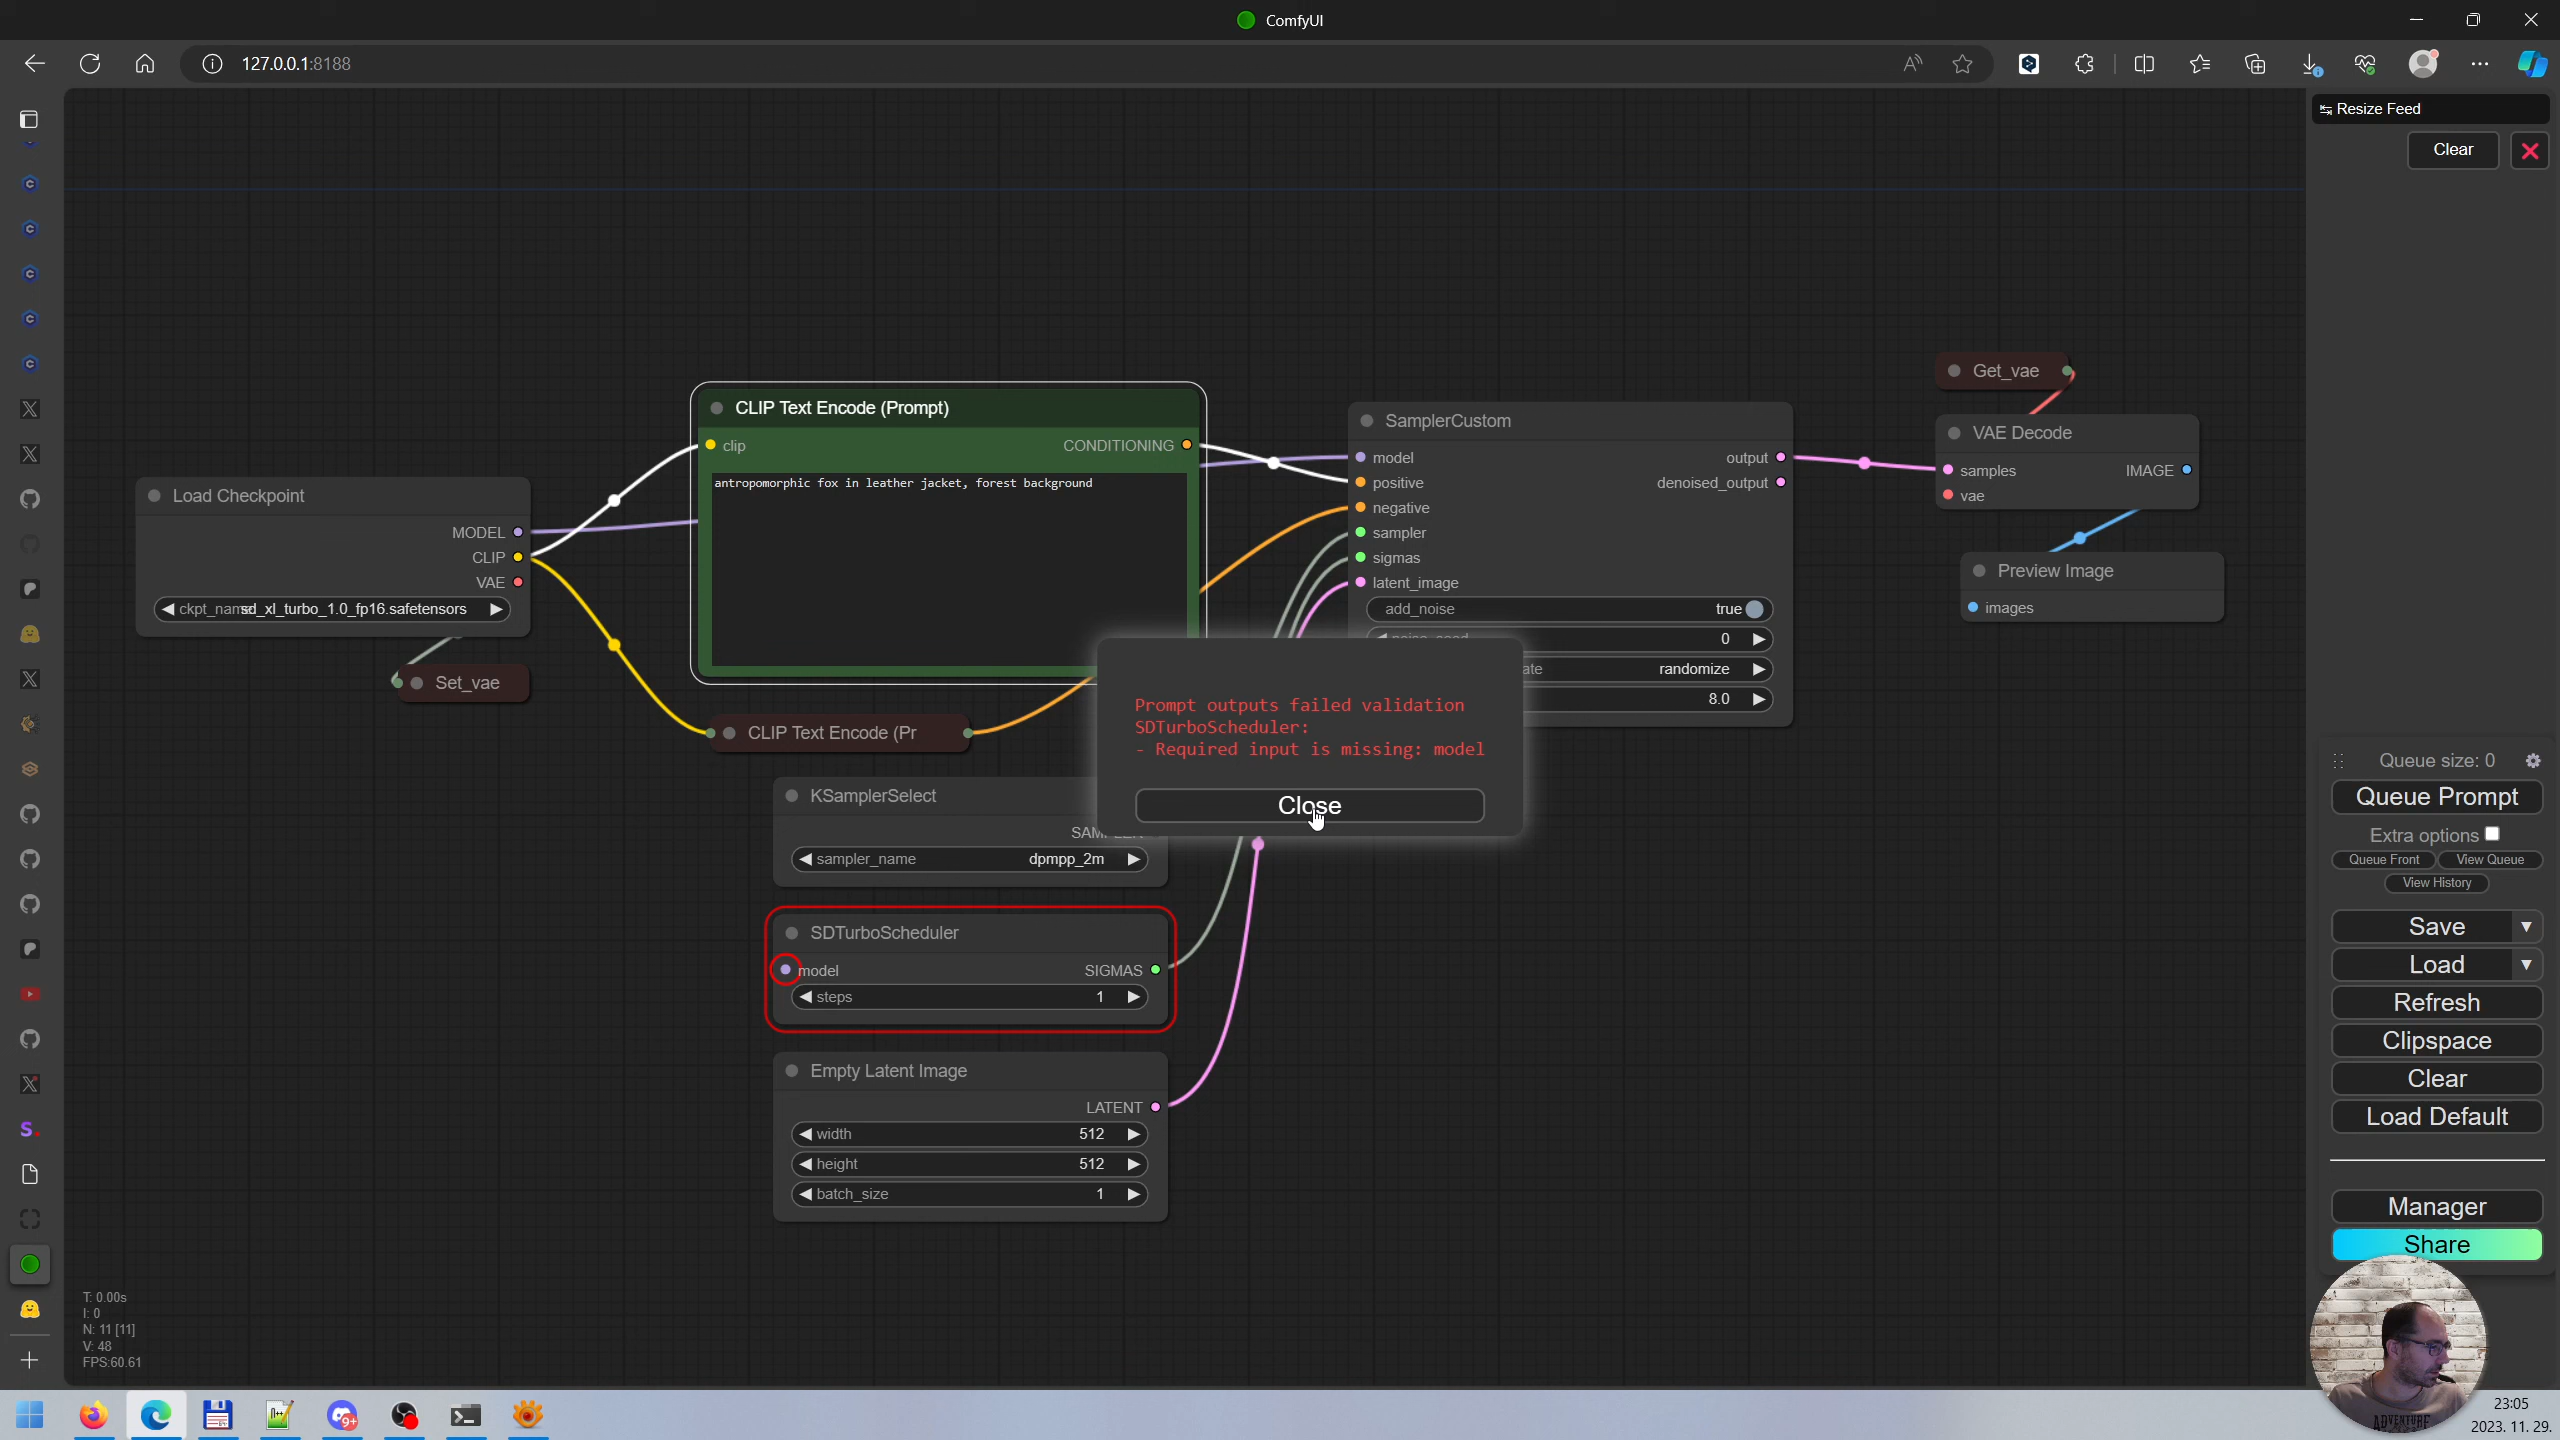 ComfyUI
127.0.0.1:8188
Resize Feed
Clear
CLIP Text Encode (Prompt)
clip
CONDITIONING
antropomorphic fox in leather jacket, forest background
Load Checkpoint
MODEL
CLIP
VAE
ckpt_name
sd_xl_turbo_1.0_fp16.safetensors
Set_vae
CLIP Text Encode (Pr
SamplerCustom
model
output
positive
denoised_output
negative
sampler
sigmas
latent_image
add_noise
true
noise_seed
0
ate
randomize
8.0
Get_vae
VAE Decode
samples
IMAGE
vae
Preview Image
images
Prompt outputs failed validation
SDTurboScheduler:
- Required input is missing: model
Close
KSamplerSelect
SAMPLER
sampler_name
dpmpp_2m
SDTurboScheduler
model
SIGMAS
steps
1
Empty Latent Image
LATENT
width
512
height
512
batch_size
1
Queue size: 0
Queue Prompt
Extra options
Queue Front
View Queue
View History
Save
Load
Refresh
Clipspace
Clear
Load Default
Manager
Share
T: 0.00s
I: 0
N: 11 [11]
V: 48
FPS:60.61
9+
ADVENTURE
23:05
2023. 11. 29.